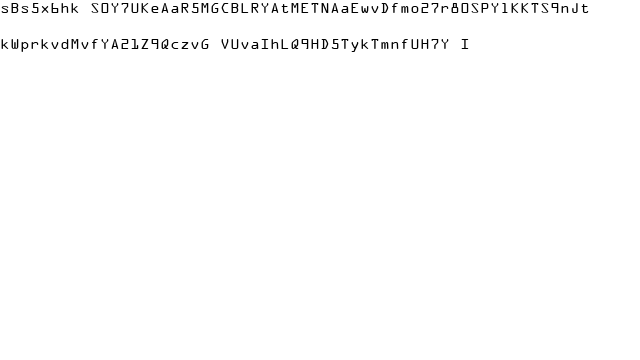 sBs5x6hk SOY7UKeAaR5MGCBLRYAtMETNAaEwvDfmo27r8OSPY1KKTS9nJt
kWprkvdMvfYA21Z9QczvG VUvaIhLQ9HD5TykTmnfUH7Y I